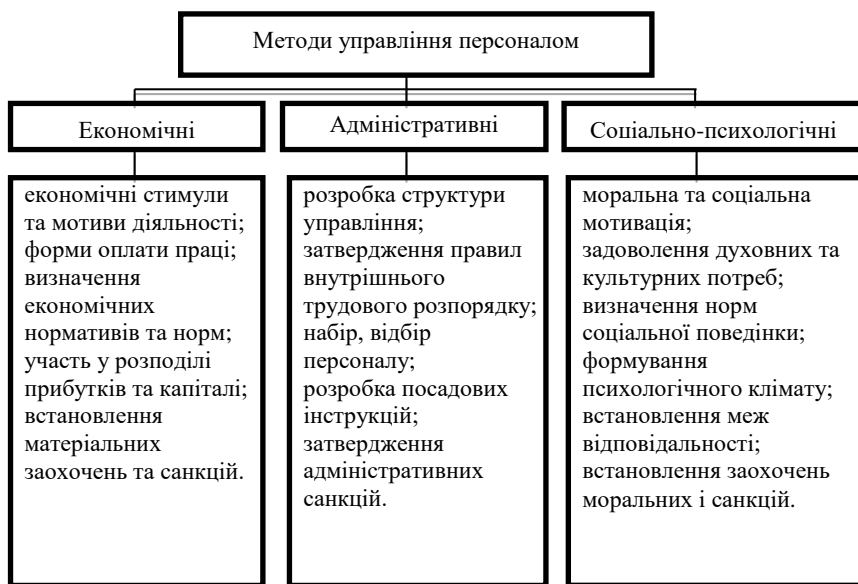 Методи управління персоналом
Економічні
Адміністративні
Соціально-психологічні
економічні стимули
та мотиви діяльності;
форми оплати праці;
визначення
економічних
нормативів та норм;
участь у розподілі
прибутків та капіталі;
встановлення
матеріальних
заохочень та санкцій.
розробка структури
управління;
затвердження правил
внутрішнього
трудового розпорядку;
набір, відбір
персоналу;
розробка посадових
інструкцій;
затвердження
адміністративних
санкцій.
моральна та соціальна
мотивація;
задоволення духовних та
культурних потреб;
визначення норм
соціальної поведінки;
формування
психологічного клімату;
встановлення меж
відповідальності;
встановлення заохочень
моральних і санкцій.